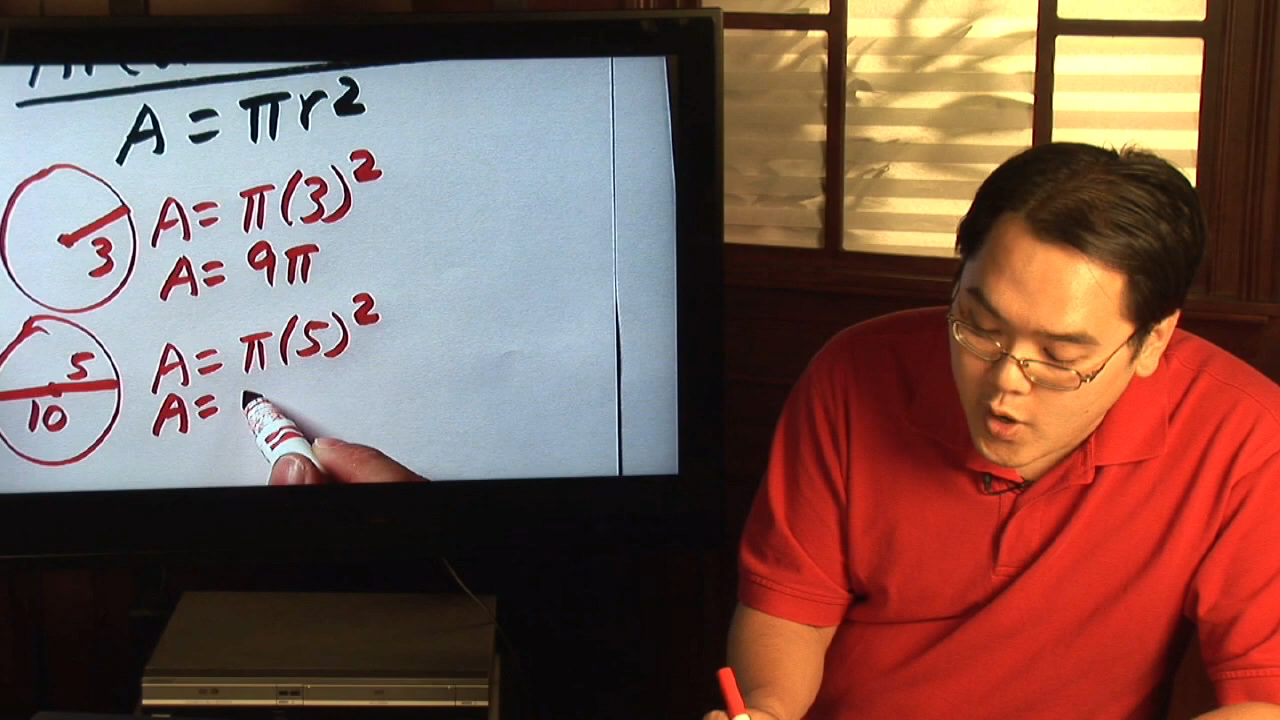 A = πr²
3
A = π(3)²
A = 9π
5
10
A = π(5)²
A =